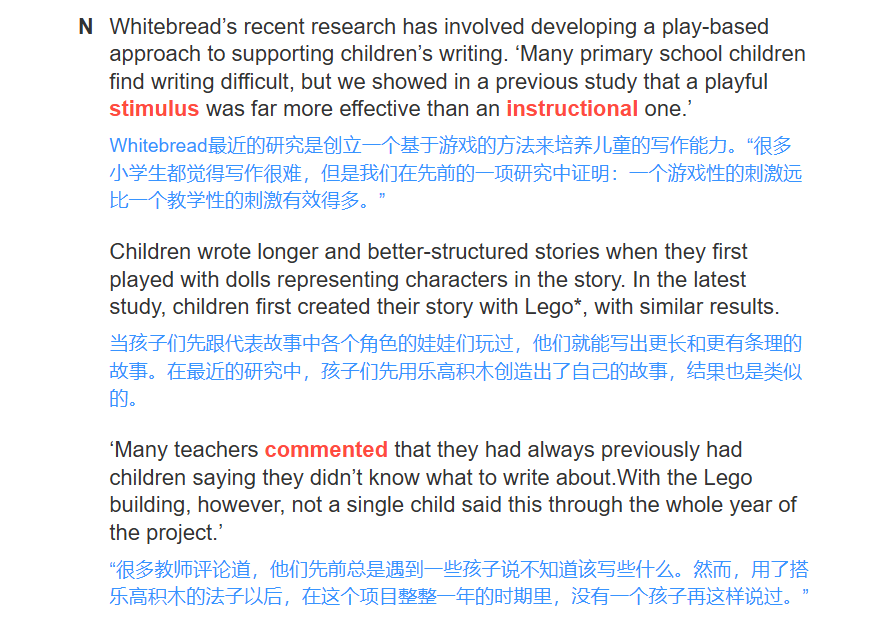 N Whitebread’s recent research has involved developing a play-based
approach to supporting children’s writing. ‘Many primary school children
find writing difficult, but we showed in a previous study that a playful
stimulus was far more effective than an instructional one.’
Whitebread最近的研究是创立一个基于游戏的方法来培养儿童的写作能力。“很多
小学生都觉得写作很难，但是我们在先前的一项研究中证明：一个游戏性的刺激远
比一个教学性的刺激有效得多。”
Children wrote longer and better-structured stories when they first
played with dolls representing characters in the story. In the latest
study, children first created their story with Lego*, with similar results.
当孩子们先跟代表故事中各个角色的娃娃们玩过，他们就能写出更长和更有条理的
故事。在最近的研究中，孩子们先用乐高积木创造出了自己的故事，结果也是类似
的。
‘Many teachers commented that they had always previously had
children saying they didn’t know what to write about.With the Lego
building, however, not a single child said this through the whole year of
the project.’
“很多教师评论道，他们先前总是遇到一些孩子说不知道该写些什么。然而，用了搭
乐高积木的法子以后，在这个项目整整一年的时期里，没有一个孩子再这样说过。”